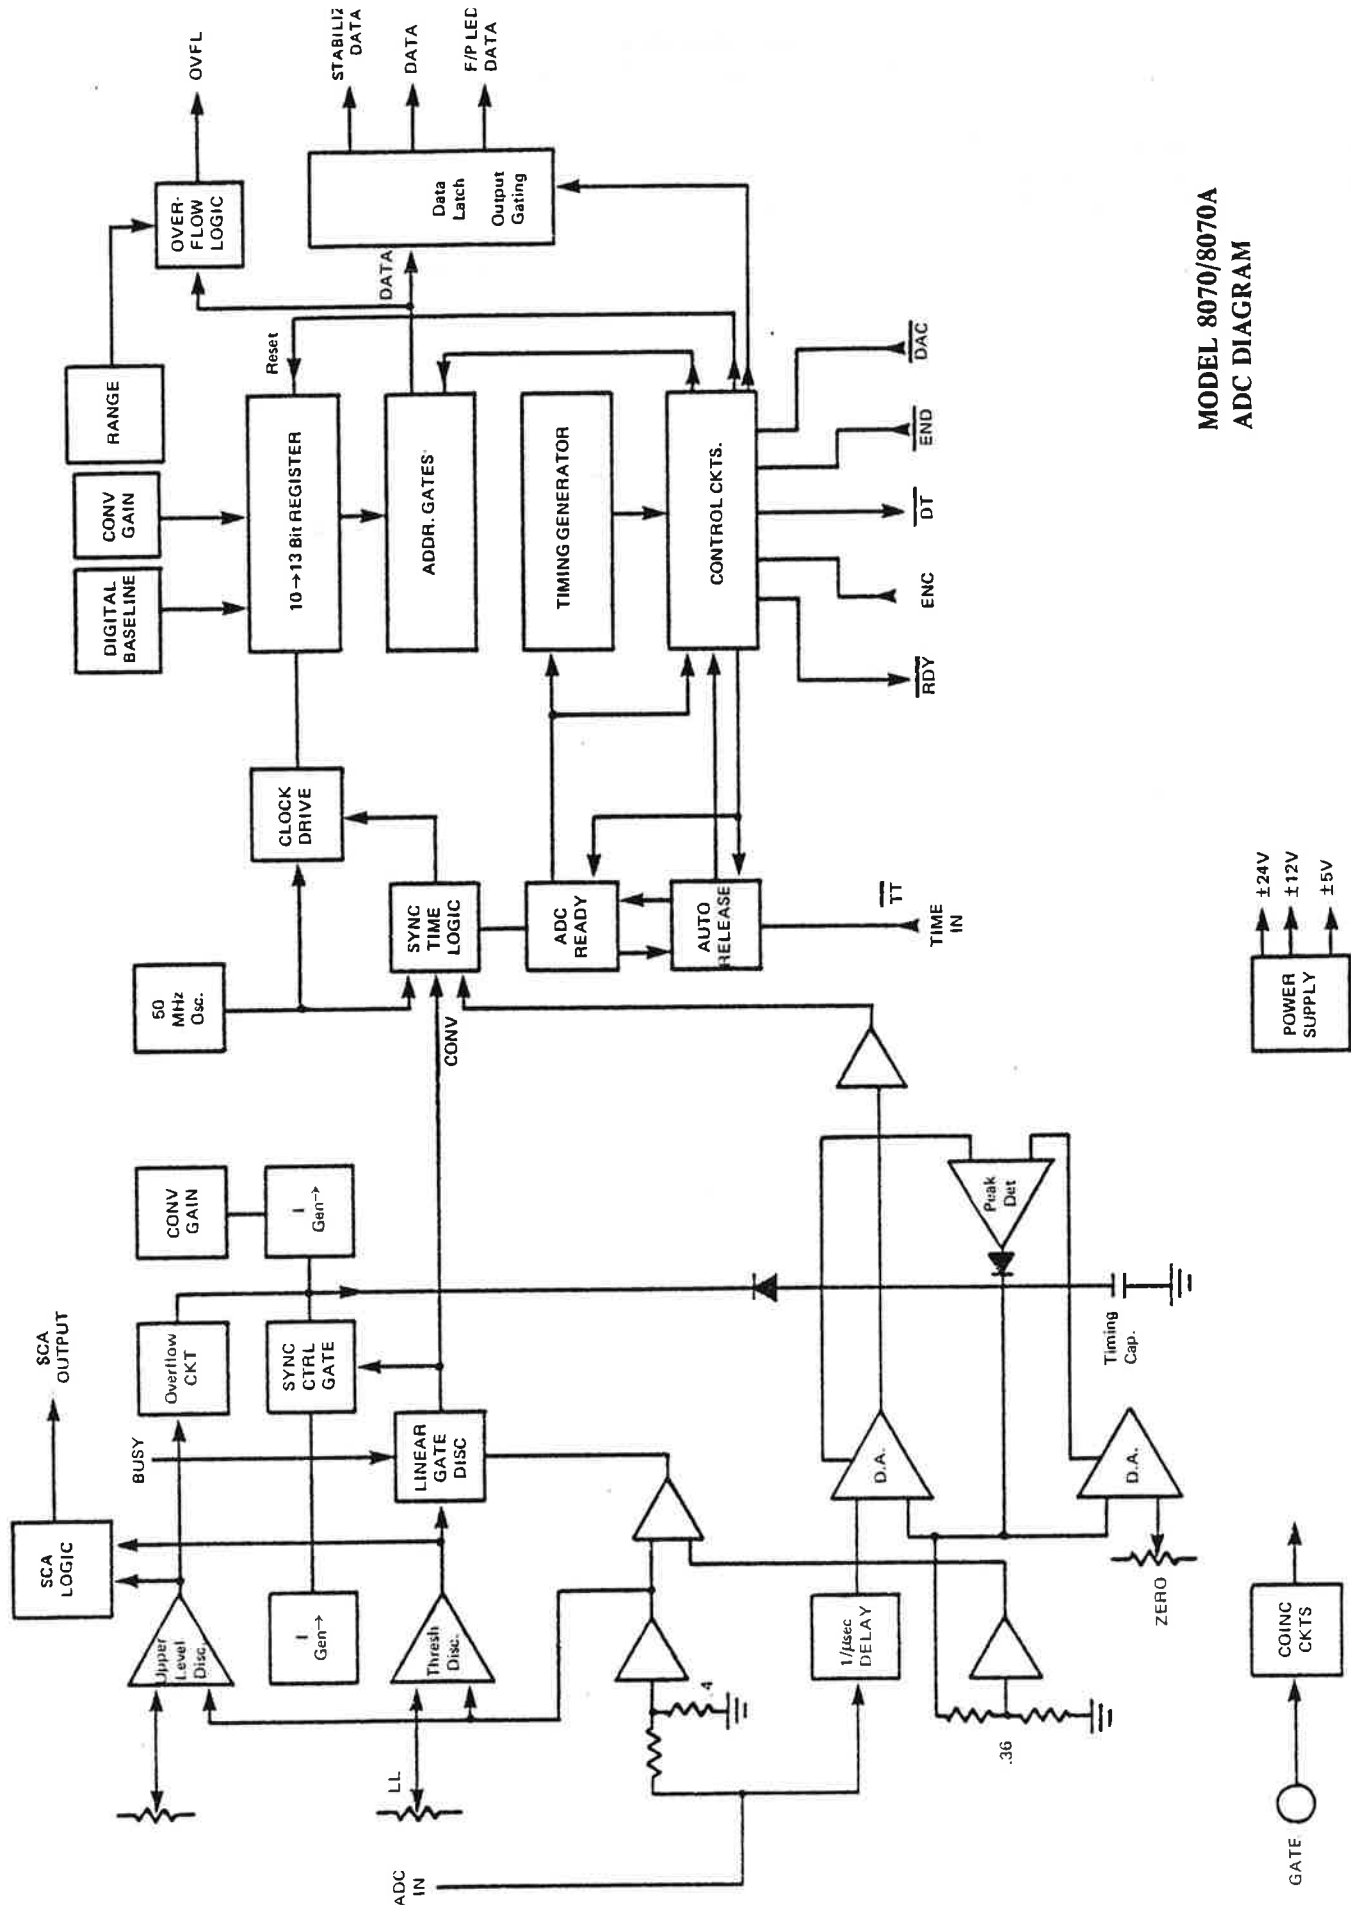 ADC
IN
GATE
LL
.4
.36
ZERO
Upper
Level
Disc.
Thresh
Disc.
I
Gen→
1/μsec
DELAY
COINC
CKTS
SCA
LOGIC
SCA
OUTPUT
BUSY
Overflow
CKT
SYNC
CTRL
GATE
LINEAR
GATE
DISC
D.A.
D.A.
Timing
Cap.
Peak
Det
CONV
GAIN
I
Gen→
CONV
50
MHz
Osc.
SYNC
TIME
LOGIC
ADC
READY
AUTO
RELEASE
TT
TIME
IN
POWER
SUPPLY
±24V
±12V
±5V
CLOCK
DRIVE
DIGITAL
BASELINE
CONV
GAIN
RANGE
10→13 Bit REGISTER
Reset
ADDR. GATES
TIMING GENERATOR
CONTROL CKTS.
RDY
ENC
DT
END
DAC
OVER-
FLOW
LOGIC
OVFL
DATA
Data
Latch
Output
Gating
DATA
DATA
F/P LED
DATA
MODEL 8070/8070A
ADC DIAGRAM